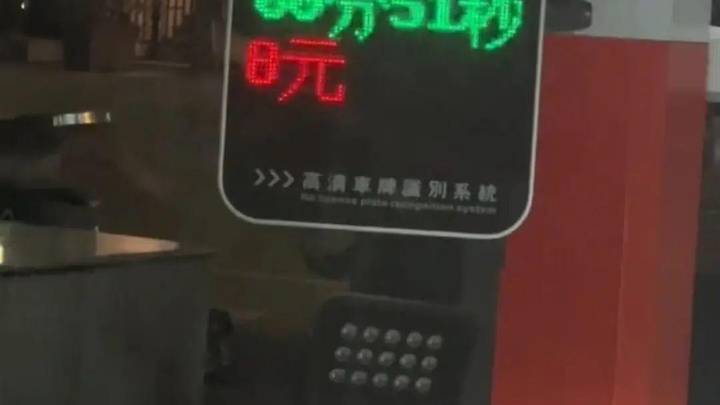 分51秒
8元
>>> 高清車牌識別系統
Hd license plate recognition system